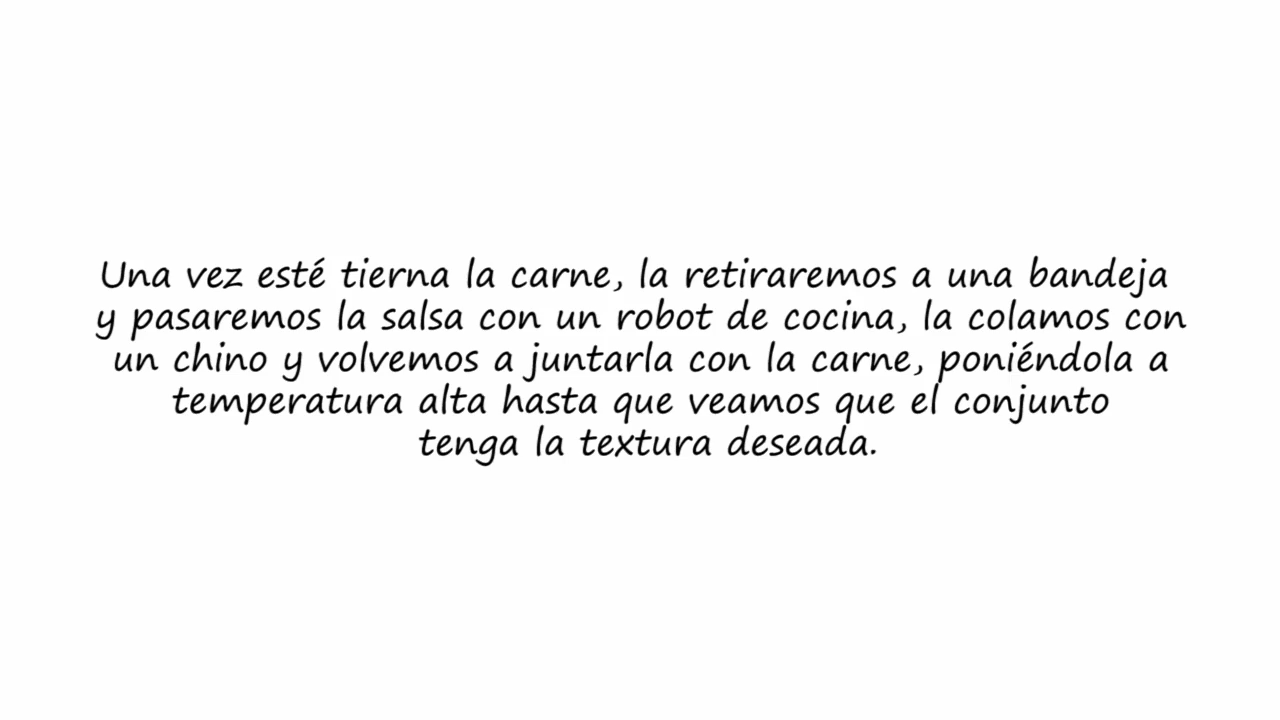 Una vez esté tierna la carne, la retiraremos a una bandeja
y pasaremos la salsa con un robot de cocina, la colamos con
un chino y volvemos a juntarla con la carne, poniéndola a
temperatura alta hasta que veamos que el conjunto
tenga la textura deseada.